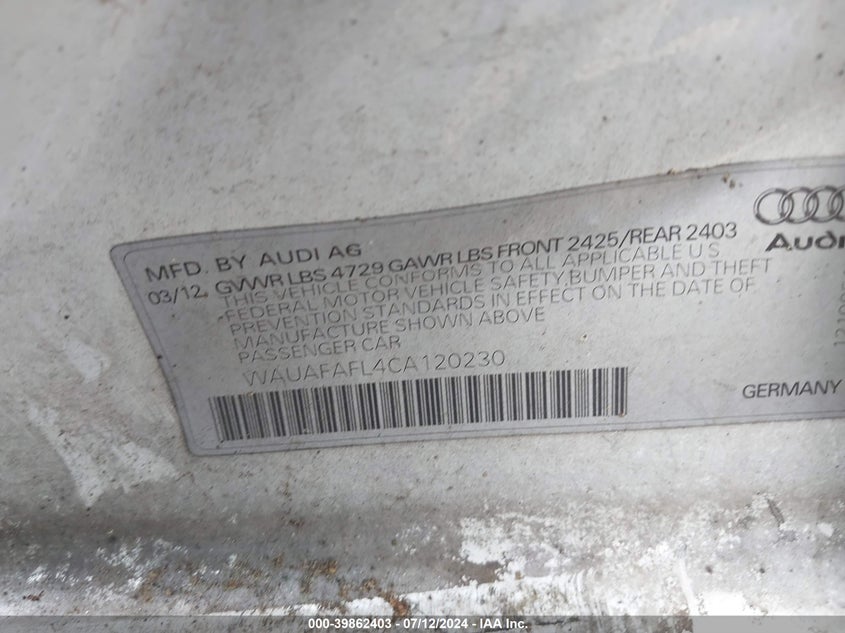 Audi
MFD. BY AUDI AG
03/12 GVWR LBS 4729 GAWR LBS FRONT 2425/REAR 2403
THIS VEHICLE CONFORMS TO ALL APPLICABLE U S
FEDERAL MOTOR VEHICLE SAFETY,BUMPER AND THEFT
PREVENTION STANDARDS IN EFFECT ON THE DATE OF
MANUFACTURE SHOWN ABOVE
PASSENGER CAR
WAUAFAFL4CA120230
GERMANY
000-39862403 - 07/12/2024 - IAA Inc.